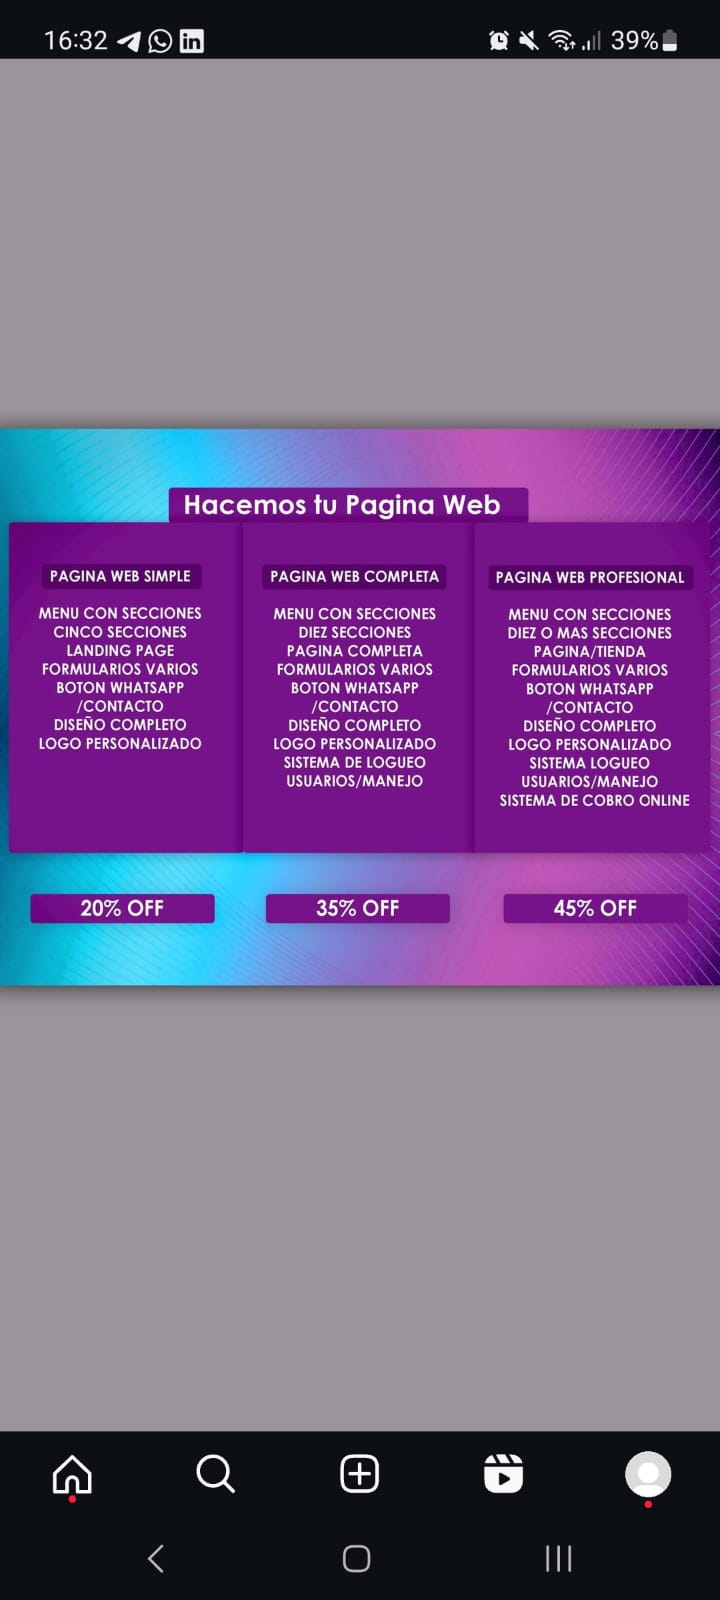 16:32
39%
Hacemos tu Pagina Web
PAGINA WEB SIMPLE
MENU CON SECCIONES
CINCO SECCIONES
LANDING PAGE
FORMULARIOS VARIOS
BOTON WHATSAPP
/CONTACTO
DISEÑO COMPLETO
LOGO PERSONALIZADO
PAGINA WEB COMPLETA
MENU CON SECCIONES
DIEZ SECCIONES
PAGINA COMPLETA
FORMULARIOS VARIOS
BOTON WHATSAPP
/CONTACTO
DISEÑO COMPLETO
LOGO PERSONALIZADO
SISTEMA DE LOGUEO
USUARIOS/MANEJO
PAGINA WEB PROFESIONAL
MENU CON SECCIONES
DIEZ O MAS SECCIONES
PAGINA/TIENDA
FORMULARIOS VARIOS
BOTON WHATSAPP
/CONTACTO
DISEÑO COMPLETO
LOGO PERSONALIZADO
SISTEMA LOGUEO
USUARIOS/MANEJO
SISTEMA DE COBRO ONLINE
20% OFF
35% OFF
45% OFF